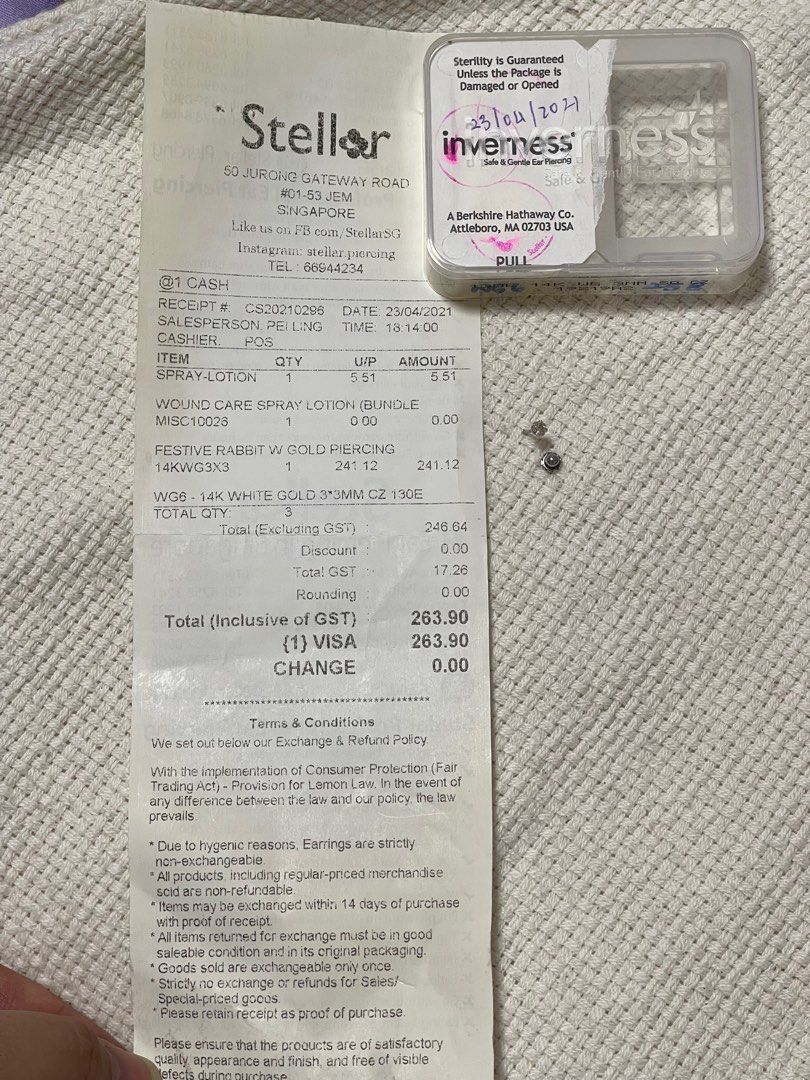 Stellar
50 JURONG GATEWAY ROAD
#01-53 JEM
SINGAPORE
Like us on FB com/StellarSG
Instagram: stellar.piercing
TEL : 66944234
@1 CASH
RECEIPT #: CS20210296 DATE: 23/04/2021
SALESPERSON. PEI LING TIME: 18:14:00
CASHIER. POS
ITEM QTY U/P AMOUNT
SPRAY-LOTION 1 5.51 5.51
WOUND CARE SPRAY LOTION (BUNDLE
MISC10026 1 0.00 0.00
FESTIVE RABBIT W GOLD PIERCING
14KWG3X3 1 241.12 241.12
WG6 - 14K WHITE GOLD 3*3MM CZ 130E
TOTAL QTY: 3
Total (Excluding GST) : 246.64
Discount : 0.00
Total GST : 17.26
Rounding : 0.00
Total (Inclusive of GST) : 263.90
{1} VISA : 263.90
CHANGE 0.00
****************************************
Terms & Conditions
We set out below our Exchange & Refund Policy.
With the implementation of Consumer Protection (Fair
Trading Act) - Provision for Lemon Law. In the event of
any difference between the law and our policy, the law
prevails.
* Due to hygenic reasons, Earrings are strictly
non-exchangeable.
* All products, including regular-priced merchandise
sold are non-refundable.
* Items may be exchanged within 14 days of purchase
with proof of receipt.
* All items returned for exchange must be in good
saleable condition and in its original packaging.
* Goods sold are exchangeable only once.
* Strictly no exchange or refunds for Sales/
Special-priced goods.
* Please retain receipt as proof of purchase.
Please ensure that the products are of satisfactory
quality, appearance and finish, and free of visible
defects during purchase.
Sterility is Guaranteed
Unless the Package is
Damaged or Opened
23/04/2021
inverness
Safe & Gentle Ear Piercing
inverness
Safe & Gentle Ear Piercing
A Berkshire Hathaway Co.
Attleboro, MA 02703 USA
PULL